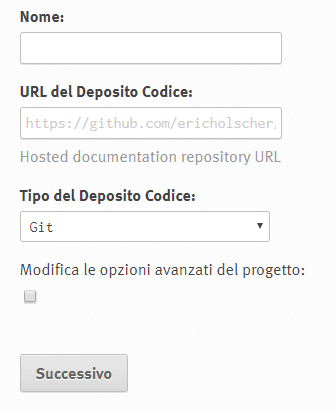 Nome:
URL del Deposito Codice:
https://github.com/ericholscher/
Hosted documentation repository URL
Tipo del Deposito Codice:
Git
Modifica le opzioni avanzati del progetto:
Successivo